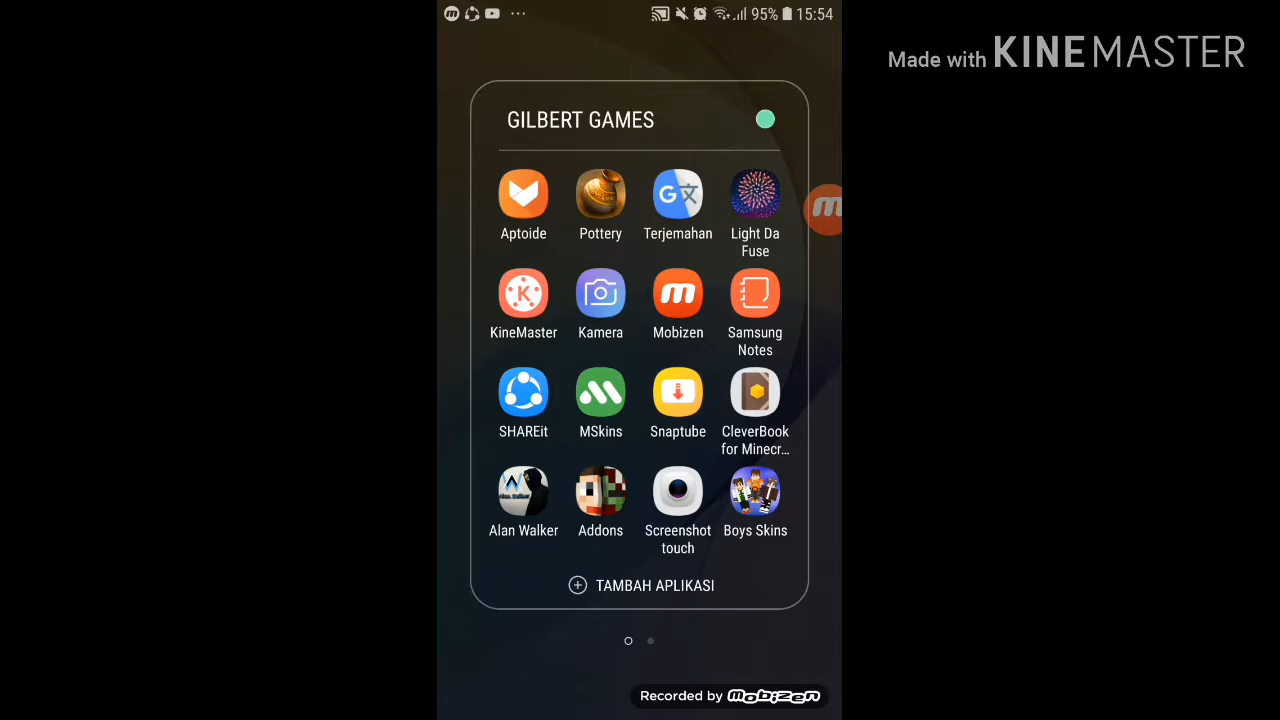 95% 15:54
Made with KINEMASTER
GILBERT GAMES
Aptoide
Pottery
Terjemahan
Light Da
Fuse
KineMaster
Kamera
Mobizen
Samsung
Notes
SHAREit
MSkins
Snaptube
CleverBook
for Minecr...
Alan Walker
Addons
Screenshot
touch
Boys Skins
TAMBAH APLIKASI
Recorded by mobizen